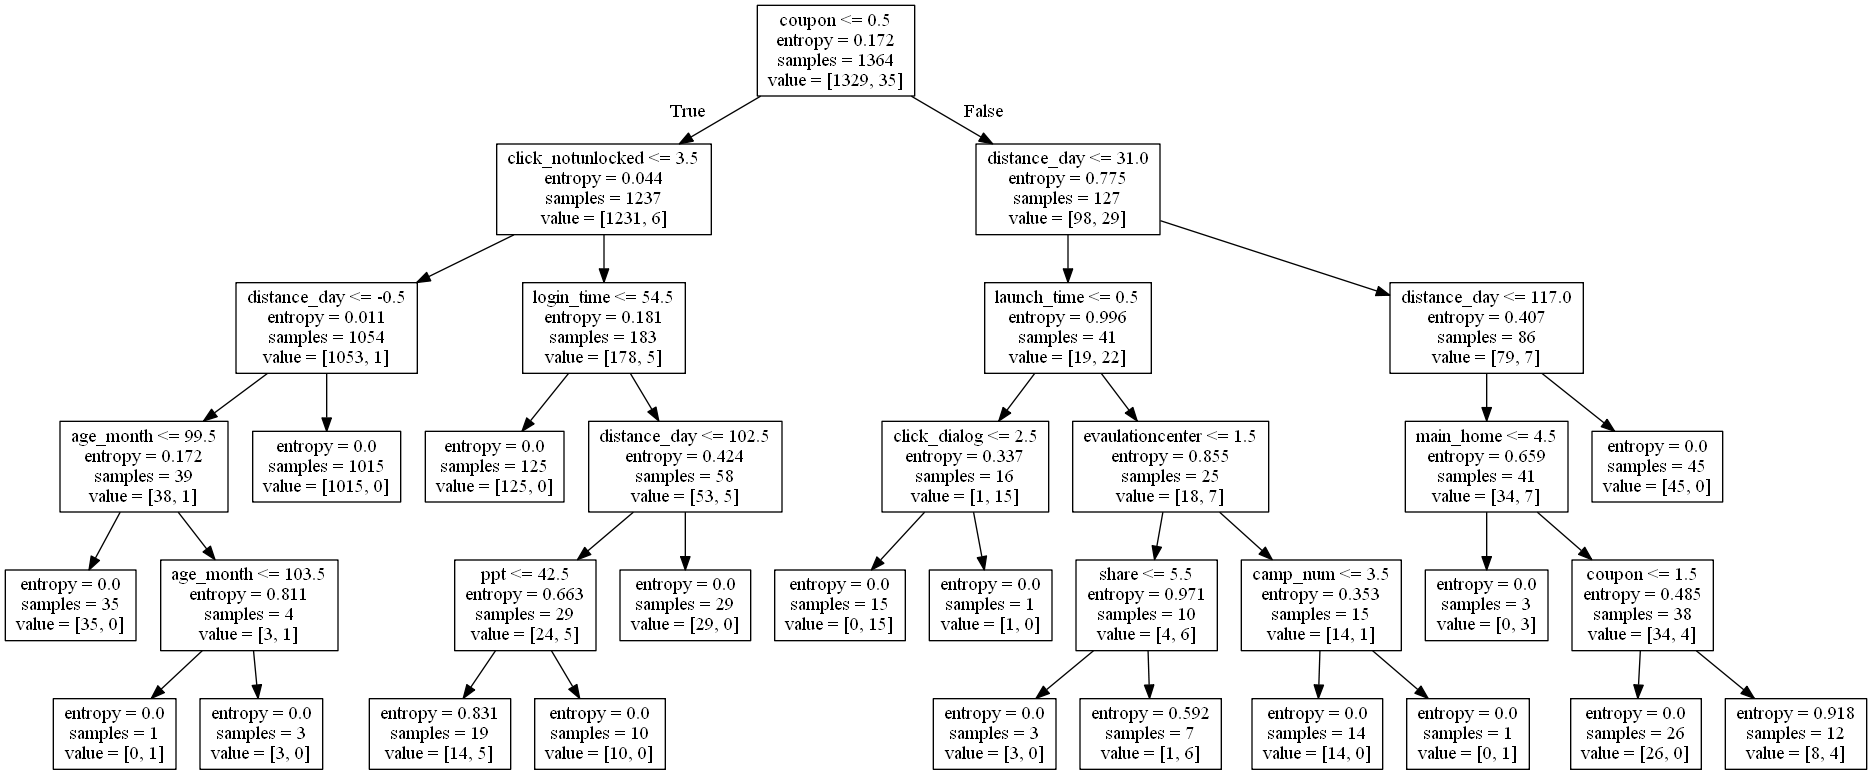 coupon <= 0.5
entropy = 0.172
samples = 1364
value = [1329, 35]
True
False
click_notunlocked <= 3.5
entropy = 0.044
samples = 1237
value = [1231, 6]
distance_day <= 31.0
entropy = 0.775
samples = 127
value = [98, 29]
distance_day <= -0.5
entropy = 0.011
samples = 1054
value = [1053, 1]
login_time <= 54.5
entropy = 0.181
samples = 183
value = [178, 5]
launch_time <= 0.5
entropy = 0.996
samples = 41
value = [19, 22]
distance_day <= 117.0
entropy = 0.407
samples = 86
value = [79, 7]
age_month <= 99.5
entropy = 0.172
samples = 39
value = [38, 1]
entropy = 0.0
samples = 1015
value = [1015, 0]
entropy = 0.0
samples = 125
value = [125, 0]
distance_day <= 102.5
entropy = 0.424
samples = 58
value = [53, 5]
click_dialog <= 2.5
entropy = 0.337
samples = 16
value = [1, 15]
evaulationcenter <= 1.5
entropy = 0.855
samples = 25
value = [18, 7]
main_home <= 4.5
entropy = 0.659
samples = 41
value = [34, 7]
entropy = 0.0
samples = 45
value = [45, 0]
entropy = 0.0
samples = 35
value = [35, 0]
age_month <= 103.5
entropy = 0.811
samples = 4
value = [3, 1]
ppt <= 42.5
entropy = 0.663
samples = 29
value = [24, 5]
entropy = 0.0
samples = 29
value = [29, 0]
entropy = 0.0
samples = 15
value = [0, 15]
entropy = 0.0
samples = 1
value = [1, 0]
share <= 5.5
entropy = 0.971
samples = 10
value = [4, 6]
camp_num <= 3.5
entropy = 0.353
samples = 15
value = [14, 1]
entropy = 0.0
samples = 3
value = [0, 3]
coupon <= 1.5
entropy = 0.485
samples = 38
value = [34, 4]
entropy = 0.0
samples = 1
value = [0, 1]
entropy = 0.0
samples = 3
value = [3, 0]
entropy = 0.831
samples = 19
value = [14, 5]
entropy = 0.0
samples = 10
value = [10, 0]
entropy = 0.0
samples = 3
value = [3, 0]
entropy = 0.592
samples = 7
value = [1, 6]
entropy = 0.0
samples = 14
value = [14, 0]
entropy = 0.0
samples = 1
value = [0, 1]
entropy = 0.0
samples = 26
value = [26, 0]
entropy = 0.918
samples = 12
value = [8, 4]